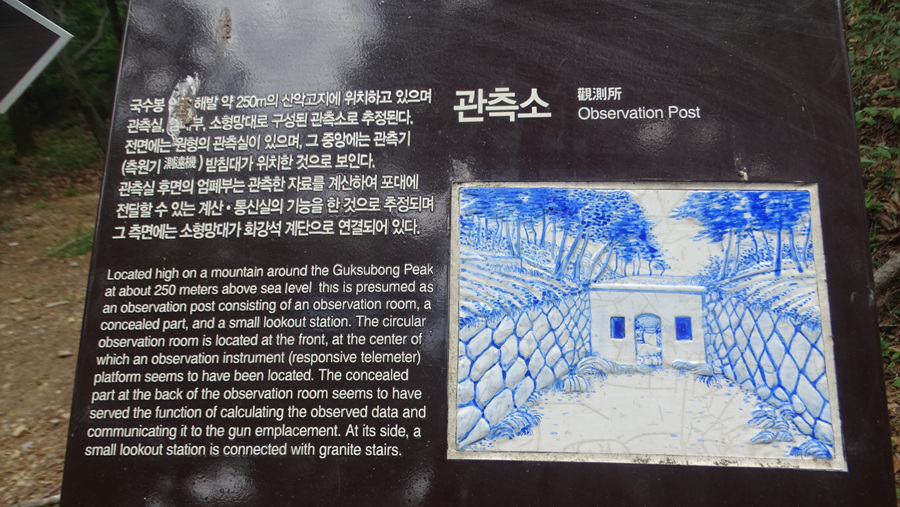 관측소
觀測所
Observation Post
국수봉 해발 약 250m의 산악고지에 위치하고 있으며
관측실, 소형망대로 구성된 관측소로 추정된다.
전면에는 원형의 관측실이 있으며, 그 중앙에는 관측기
(측원기 測遠機) 받침대가 위치한 것으로 보인다.
관측실 후면의 엄폐부는 관측한 자료를 계산하여 포대에
전달할 수 있는 계산·통신실의 기능을 한 것으로 추정되며
그 측면에는 소형망대가 화강석 계단으로 연결되어 있다.
Located high on a mountain around the Guksubong Peak
at about 250 meters above sea level this is presumed as
an observation post consisting of an observation room, a
concealed part, and a small lookout station. The circular
observation room is located at the front, at the center of
which an observation instrument (responsive telemeter)
platform seems to have been located. The concealed
part at the back of the observation room seems to have
served the function of calculating the observed data and
communicating it to the gun emplacement. At its side, a
small lookout station is connected with granite stairs.